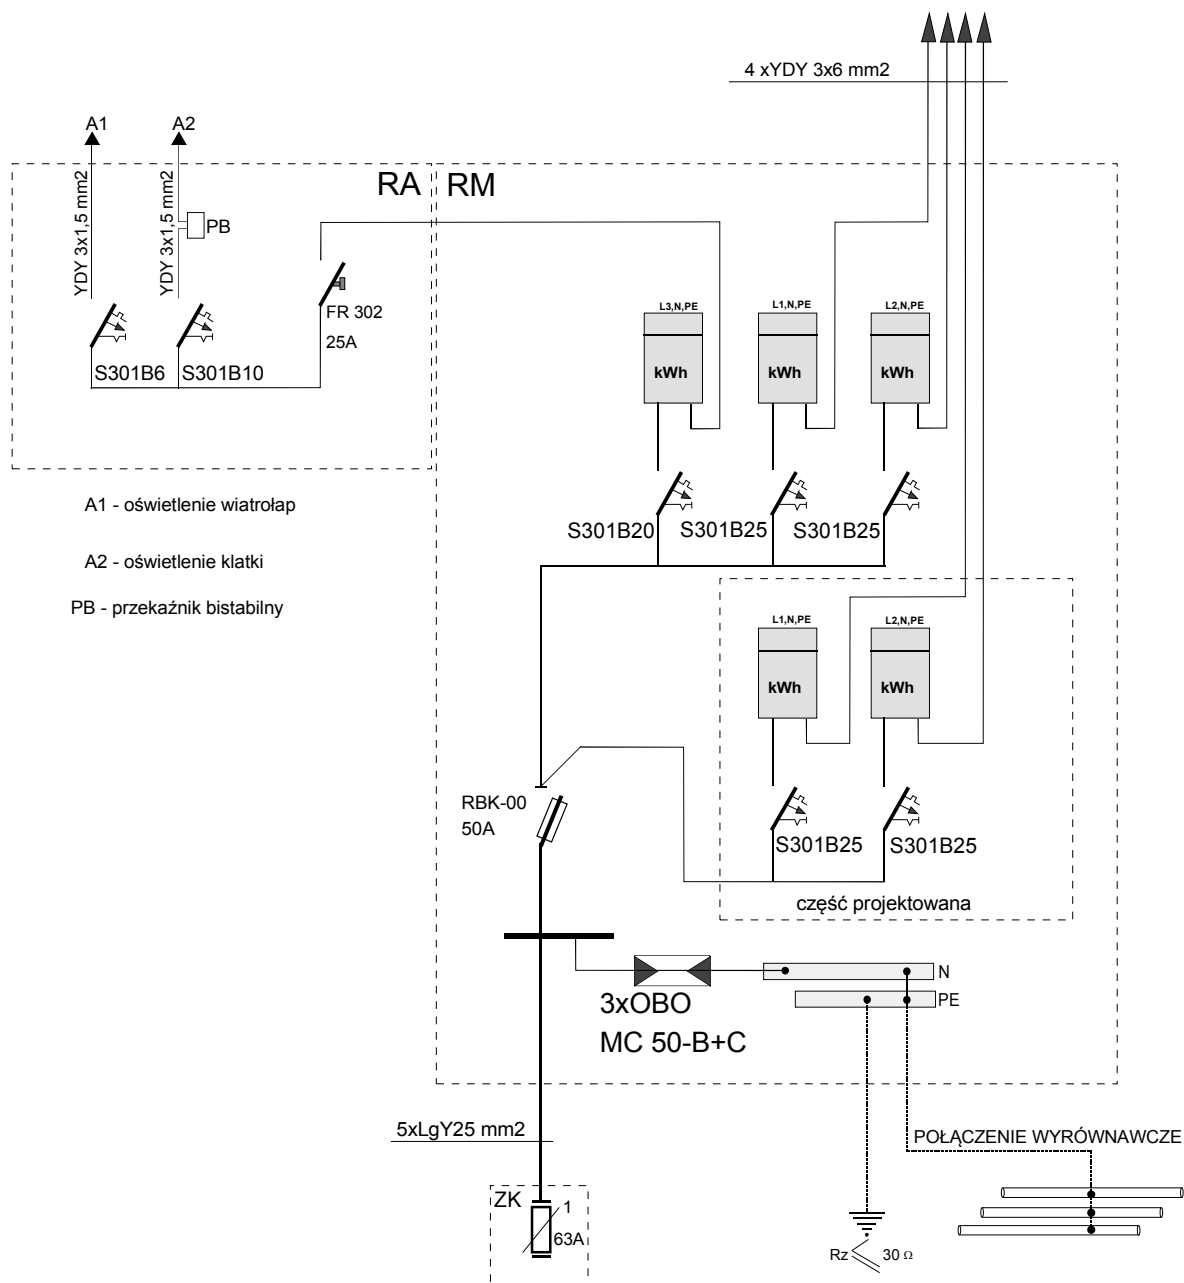 4 xYDY 3x6 mm2
A1
A2
RA
RM
YDY 3x1,5 mm2
YDY 3x1,5 mm2
PB
FR 302
25A
S301B6
S301B10
L3,N,PE
L1,N,PE
L2,N,PE
kWh
kWh
kWh
A1 - oświetlenie wiatrołap
S301B20
S301B25
S301B25
A2 - oświetlenie klatki
PB - przekaźnik bistabilny
L1,N,PE
L2,N,PE
kWh
kWh
RBK-00
50A
S301B25
S301B25
część projektowana
N
PE
3xOBO
MC 50-B+C
5xLgY25 mm2
POŁĄCZENIE WYRÓWNAWCZE
ZK
1
63A
Rz
30 Ω